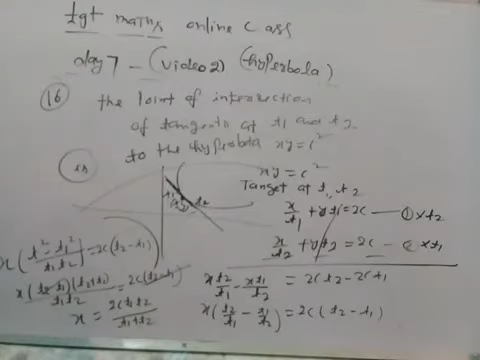 tgt maths online class
day 7 - (video 2) (hyperbola)
(16) the Point of intersection
of tangents at t1 and t2
to the hyperbola xy = c²
xy = c²
Tanget at t1, t2
x/t1 + yt1 = 2c — ① × t2
x/t2 + yt2 = 2c — ② × t1
xt2/t1 - xt1/t2 = 2ct2 - 2ct1
x(t2/t1 - t1/t2) = 2c(t2 - t1)
x(t2² - t1²/t1t2) = 2c(t2 - t1)
x(t2 - t1)(t2 + t1)/t1t2 = 2c(t2 - t1)
x = 2ct1t2/t1+t2